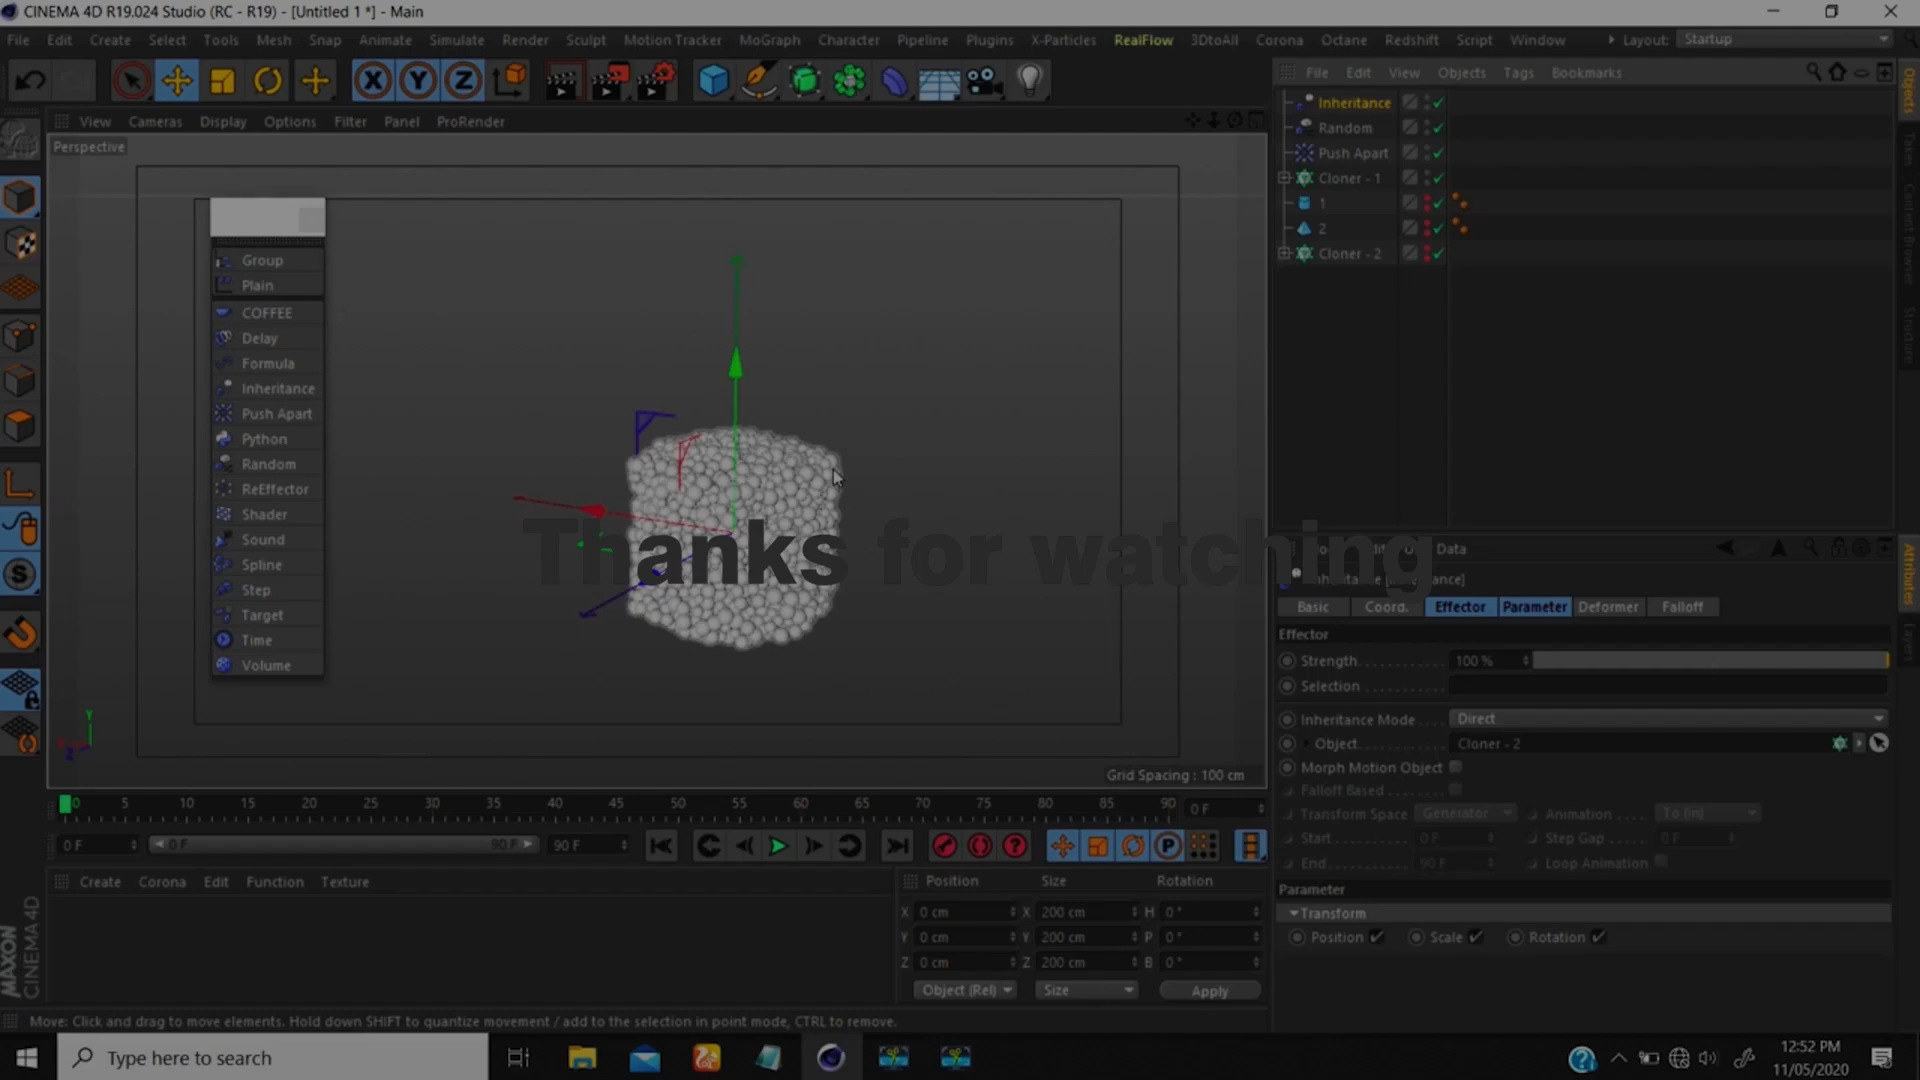 CINEMA 4D R19.024 Studio (RC - R19) - [Untitled 1 *] - Main
File Edit Create Select Tools Mesh Snap Animate Simulate Render Sculpt Motion Tracker MoGraph Character Pipeline Plugins X-Particles RealFlow 3DtoAll Corona Octane Redshift Script Window Layout: Startup
X Y Z
View Cameras Display Options Filter Panel ProRender
Perspective
Group
Plain
COFFEE
Delay
Formula
Inheritance
Push Apart
Python
Random
ReEffector
Shader
Sound
Spline
Step
Target
Time
Volume
Thanks for watching
Y
X
Z
Grid Spacing : 100 cm
0 5 10 15 20 25 30 35 40 45 50 55 60 65 70 75 80 85 90 0 F
0 F 0 F 90 F 90 F
Create Corona Edit Function Texture
Position Size Rotation
X 0 cm X 200 cm H 0 °
Y 0 cm Y 200 cm P 0 °
Z 0 cm Z 200 cm B 0 °
Object (Rel) Size Apply
MAXON
CINEMA 4D
Move: Click and drag to move elements. Hold down SHIFT to quantize movement / add to the selection in point mode, CTRL to remove.
File Edit View Objects Tags Bookmarks
Inheritance
Random
Push Apart
Cloner - 1
1
2
Cloner - 2
Objects
Takes
Content Browser
Structure
Data
Attributes
Layers
Basic Coord. Effector Parameter Deformer Falloff
Effector
Strength 100 %
Selection
Inheritance Mode Direct
Object Cloner - 2
Morph Motion Object
Falloff Based
Transform Space Generator Animation To (in)
Start 0 F Step Gap 0 F
End 90 F Loop Animation
Parameter
Transform
Position Scale Rotation
Type here to search
12:52 PM
11/05/2020